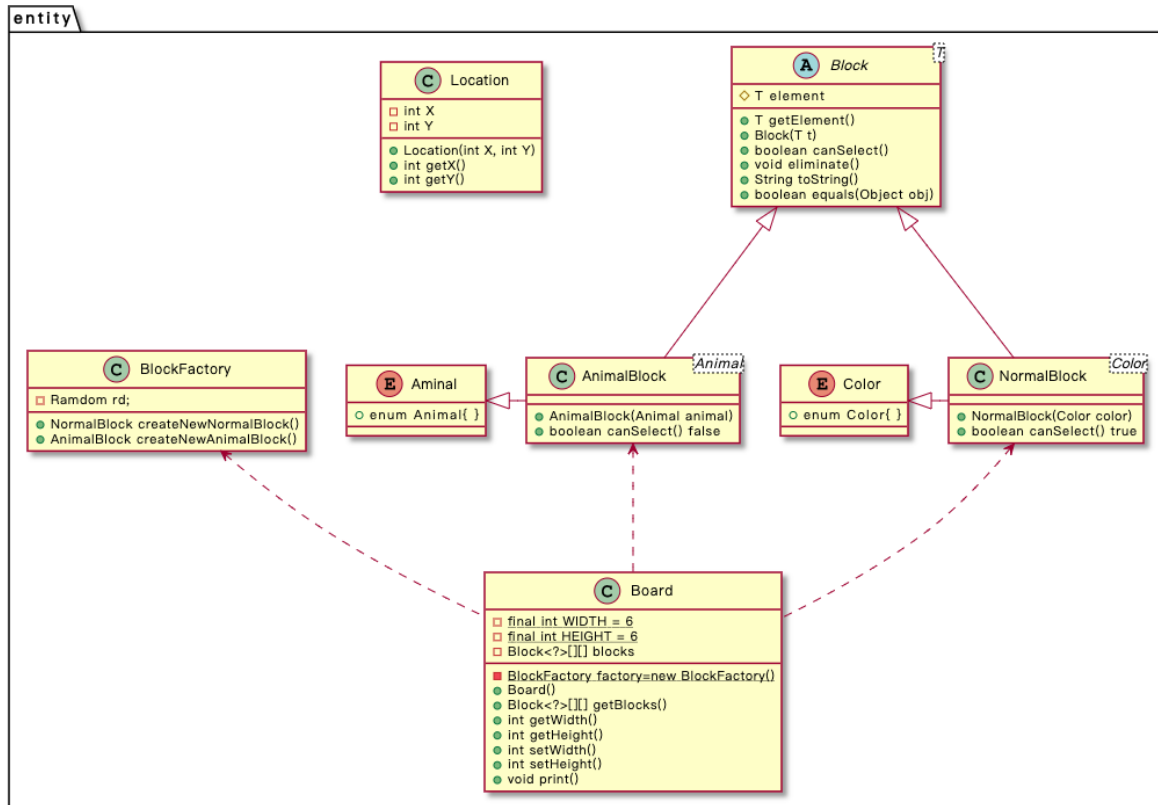 entity
C Location
int X
int Y
Location(int X, int Y)
int getX()
int getY()
A Block
T
T element
T getElement()
Block(T t)
boolean canSelect()
void eliminate()
String toString()
boolean equals(Object obj)
C BlockFactory
Ramdom rd;
NormalBlock createNewNormalBlock()
AnimalBlock createNewAnimalBlock()
E Aminal
enum Animal{ }
C AnimalBlock
Animal
AnimalBlock(Animal animal)
boolean canSelect() false
E Color
enum Color{ }
C NormalBlock
Color
NormalBlock(Color color)
boolean canSelect() true
C Board
final int WIDTH = 6
final int HEIGHT = 6
Block<?>[][] blocks
BlockFactory factory=new BlockFactory()
Board()
Block<?>[][] getBlocks()
int getWidth()
int getHeight()
int setWidth()
int setHeight()
void print()